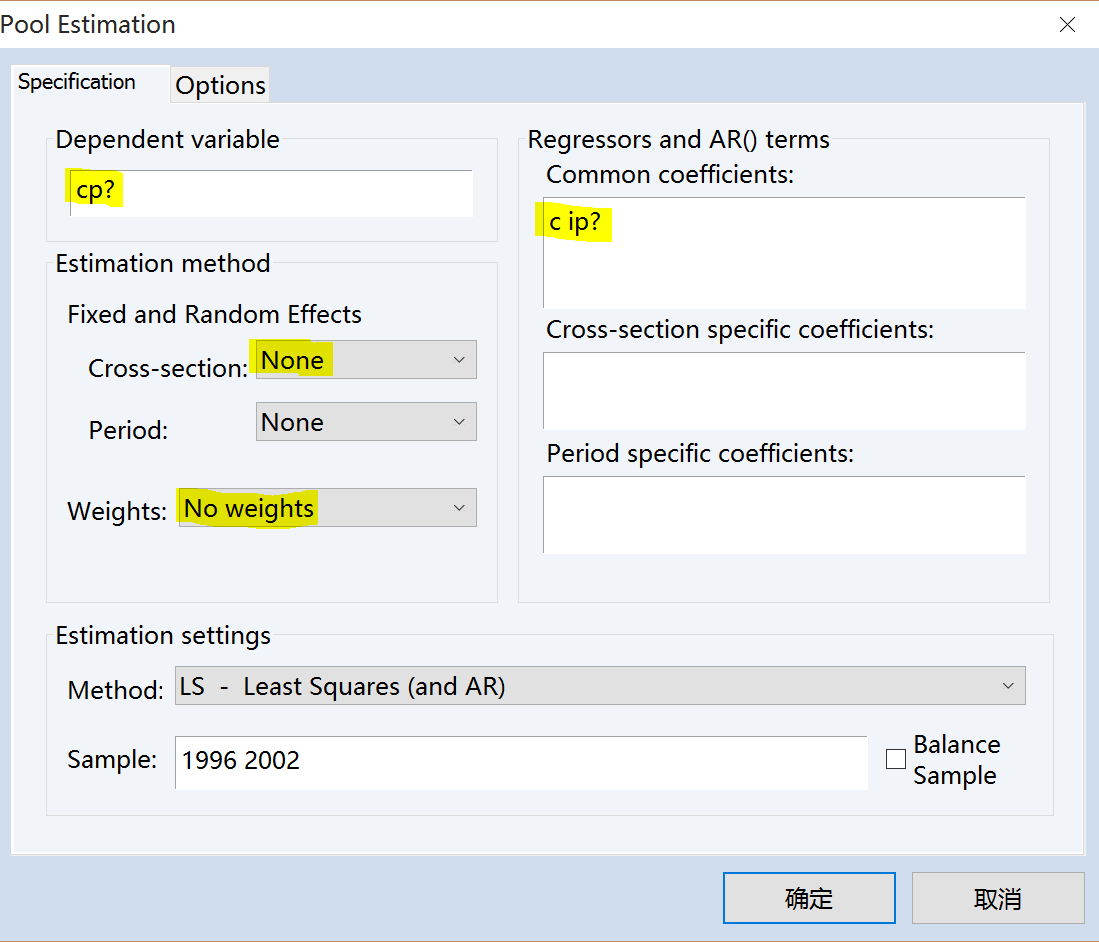 Pool Estimation
Specification
Options
Dependent variable
cp?
Estimation method
Fixed and Random Effects
Cross-section: None
Period: None
Weights: No weights
Regressors and AR() terms
Common coefficients:
c ip?
Cross-section specific coefficients:
Period specific coefficients:
Estimation settings
Method: LS - Least Squares (and AR)
Sample: 1996 2002
Balance
Sample
确定
取消